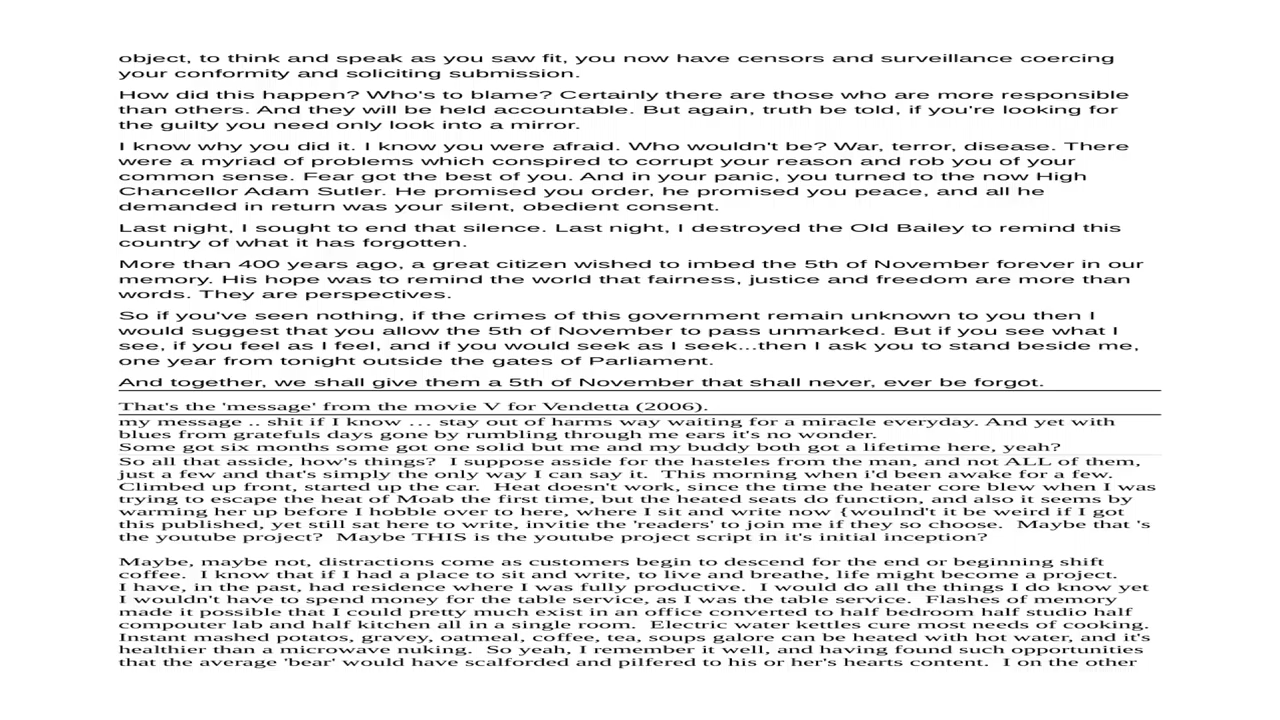 object, to think and speak as you saw fit, you now have censors and surveillance coercing
your conformity and soliciting submission.
How did this happen? Who's to blame? Certainly there are those who are more responsible
than others. And they will be held accountable. But again, truth be told, if you're looking for
the guilty you need only look into a mirror.
I know why you did it. I know you were afraid. Who wouldn't be? War, terror, disease. There
were a myriad of problems which conspired to corrupt your reason and rob you of your
common sense. Fear got the best of you. And in your panic, you turned to the now High
Chancellor Adam Sutler. He promised you order, he promised you peace, and all he
demanded in return was your silent, obedient consent.
Last night, I sought to end that silence. Last night, I destroyed the Old Bailey to remind this
country of what it has forgotten.
More than 400 years ago, a great citizen wished to imbed the 5th of November forever in our
memory. His hope was to remind the world that fairness, justice and freedom are more than
words. They are perspectives.
So if you've seen nothing, if the crimes of this government remain unknown to you then I
would suggest that you allow the 5th of November to pass unmarked. But if you see what I
see, if you feel as I feel, and if you would seek as I seek...then I ask you to stand beside me,
one year from tonight outside the gates of Parliament.
And together, we shall give them a 5th of November that shall never, ever be forgot.
That's the 'message' from the movie V for Vendetta (2006).
my message .. shit if I know ... stay out of harms way waiting for a miracle everyday. And yet with
blues from gratefuls days gone by rumbling through me ears it's no wonder.
Some got six months some got one solid but me and my buddy both got a lifetime here, yeah?
So all that asside, how's things?  I suppose asside for the hasteles from the man, and not ALL of them,
just a few and that's simply the only way I can say it.  This morning when i'd been awake for a few.
Climbed up front, started up the car.  Heat doesn't work, since the time the heater core blew when I was
trying to escape the heat of Moab the first time, but the heated seats do function, and also it seems by
warming her up before I hobble over to here, where I sit and write now {woulnd't it be weird if I got
this published, yet still sat here to write, invitie the 'readers' to join me if they so choose.  Maybe that 's
the youtube project?  Maybe THIS is the youtube project script in it's initial inception?
Maybe, maybe not, distractions come as customers begin to descend for the end or beginning shift
coffee.  I know that if I had a place to sit and write, to live and breathe, life might become a project.
I have, in the past, had residence where I was fully productive.  I would do all the things I do know yet
I wouldn't have to spend money for the table service, as I was the table service.  Flashes of memory
made it possible that I could pretty much exist in an office converted to half bedroom half studio half
compouter lab and half kitchen all in a single room.  Electric water kettles cure most needs of cooking.
Instant mashed potatos, gravey, oatmeal, coffee, tea, soups galore can be heated with hot water, and it's
healthier than a microwave nuking.  So yeah, I remember it well, and having found such opportunities
that the average 'bear' would have scalforded and pilfered to his or her's hearts content.  I on the other